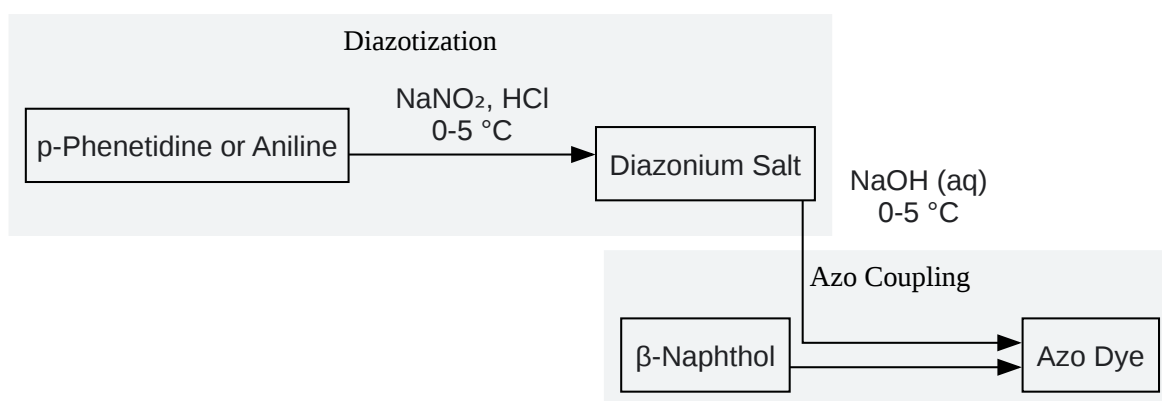 Diazotization
NaNO₂, HCl
0-5 °C
p-Phenetidine or Aniline
Diazonium Salt
NaOH (aq)
0-5 °C
Azo Coupling
β-Naphthol
Azo Dye